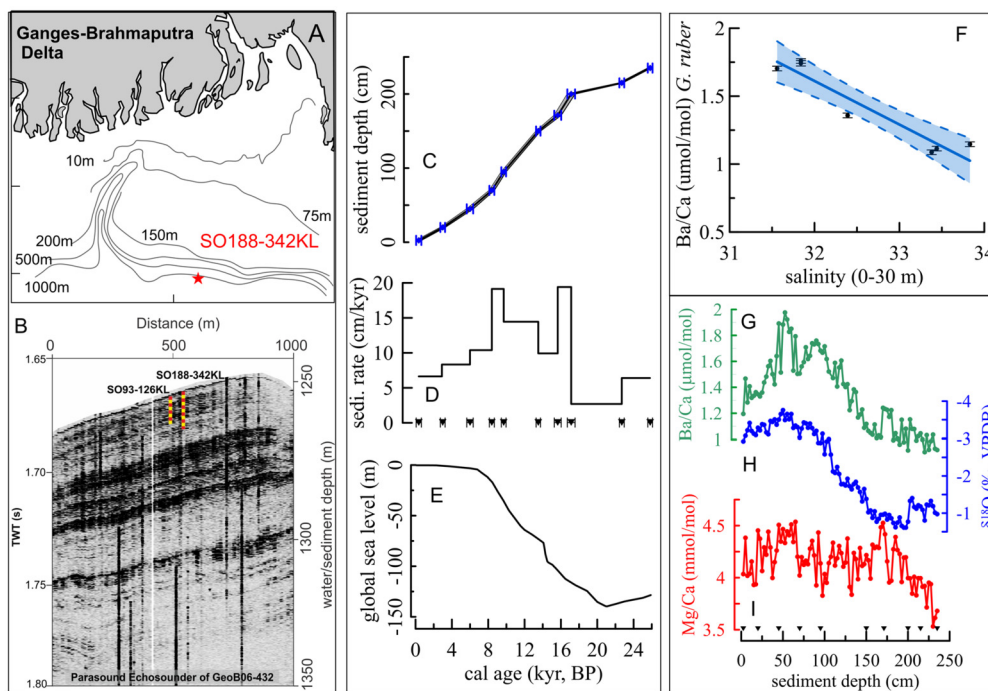 Ganges-Brahmaputra
Delta
A
10m
75m
150m
200m
500m
1000m
SO188-342KL
B
Distance (m)
0 500 1000
1.65
1.70
1.75
1.80
TWT (s)
SO93-126KL
SO188-342KL
1250
1300
1350
water/sediment depth (m)
Parasound Echosounder of GeoB06-432
C
sediment depth (cm)
200
100
0
D
sedi. rate (cm/kyr)
20
15
10
5
0
E
global sea level (m)
0
-50
-100
-150
0 4 8 12 16 20 24
cal age (kyr, BP)
F
Ba/Ca (umol/mol) G. ruber
2
1.5
1
0.5
31 32 33 34
salinity (0-30 m)
G
Ba/Ca (μmol/mol)
2
1.8
1.6
1.4
1.2
1
H
-4
-3
-2
-1
I
Mg/Ca (mmol/mol)
4.5
4
3.5
0 50 100 150 200 250
sediment depth (cm)